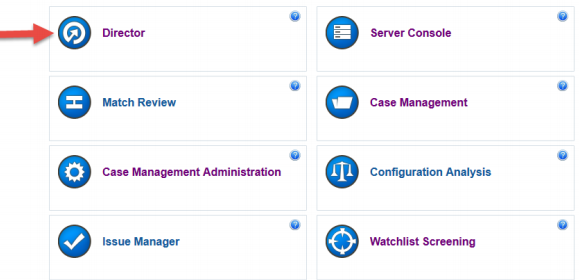 Director
Server Console
Match Review
Case Management
Case Management Administration
Configuration Analysis
Issue Manager
Watchlist Screening